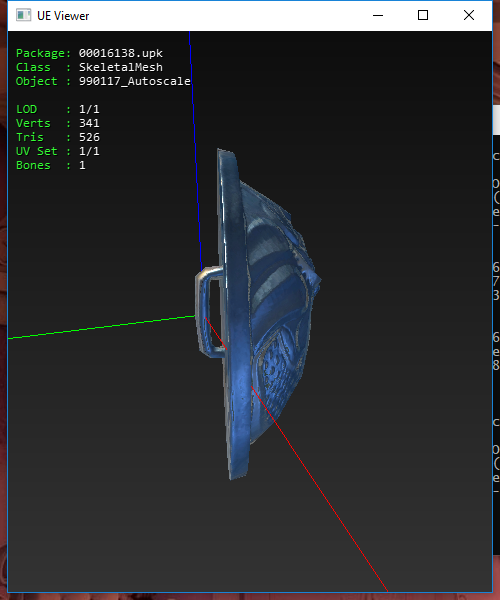 UE Viewer
Package: 00016138.upk
Class : SkeletalMesh
Object : 990117_Autoscale
LOD : 1/1
Verts : 341
Tris : 526
UV Set : 1/1
Bones : 1